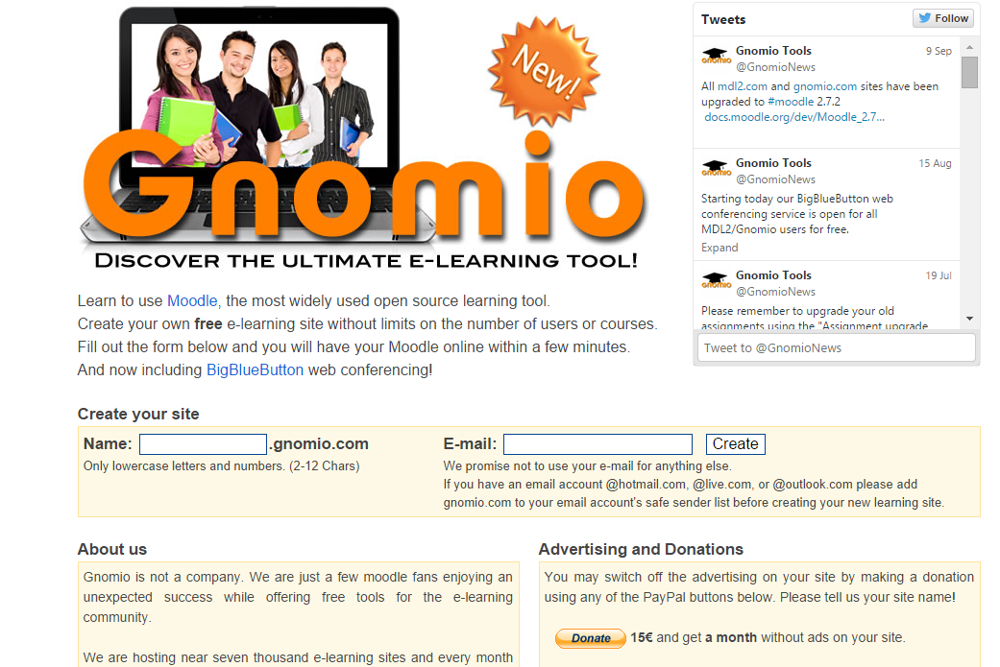 New!
Gnomio
DISCOVER THE ULTIMATE E-LEARNING TOOL!
Learn to use Moodle, the most widely used open source learning tool.
Create your own free e-learning site without limits on the number of users or courses.
Fill out the form below and you will have your Moodle online within a few minutes.
And now including BigBlueButton web conferencing!
Tweets
Follow
Gnomio Tools 9 Sep
@GnomioNews
All mdl2.com and gnomio.com sites have been
upgraded to #moodle 2.7.2
docs.moodle.org/dev/Moodle_2.7...
Gnomio Tools 15 Aug
@GnomioNews
Starting today our BigBlueButton web
conferencing service is open for all
MDL2/Gnomio users for free.
Expand
Gnomio Tools 19 Jul
@GnomioNews
Please remember to upgrade your old
assignments using the "Assignment upgrade
Tweet to @GnomioNews
Create your site
Name: .gnomio.com
Only lowercase letters and numbers. (2-12 Chars)
E-mail: Create
We promise not to use your e-mail for anything else.
If you have an email account @hotmail.com, @live.com, or @outlook.com please add
gnomio.com to your email account's safe sender list before creating your new learning site.
About us
Gnomio is not a company. We are just a few moodle fans enjoying an
unexpected success while offering free tools for the e-learning
community.
We are hosting near seven thousand e-learning sites and every month
Advertising and Donations
You may switch off the advertising on your site by making a donation
using any of the PayPal buttons below. Please tell us your site name!
Donate 15€ and get a month without ads on your site.